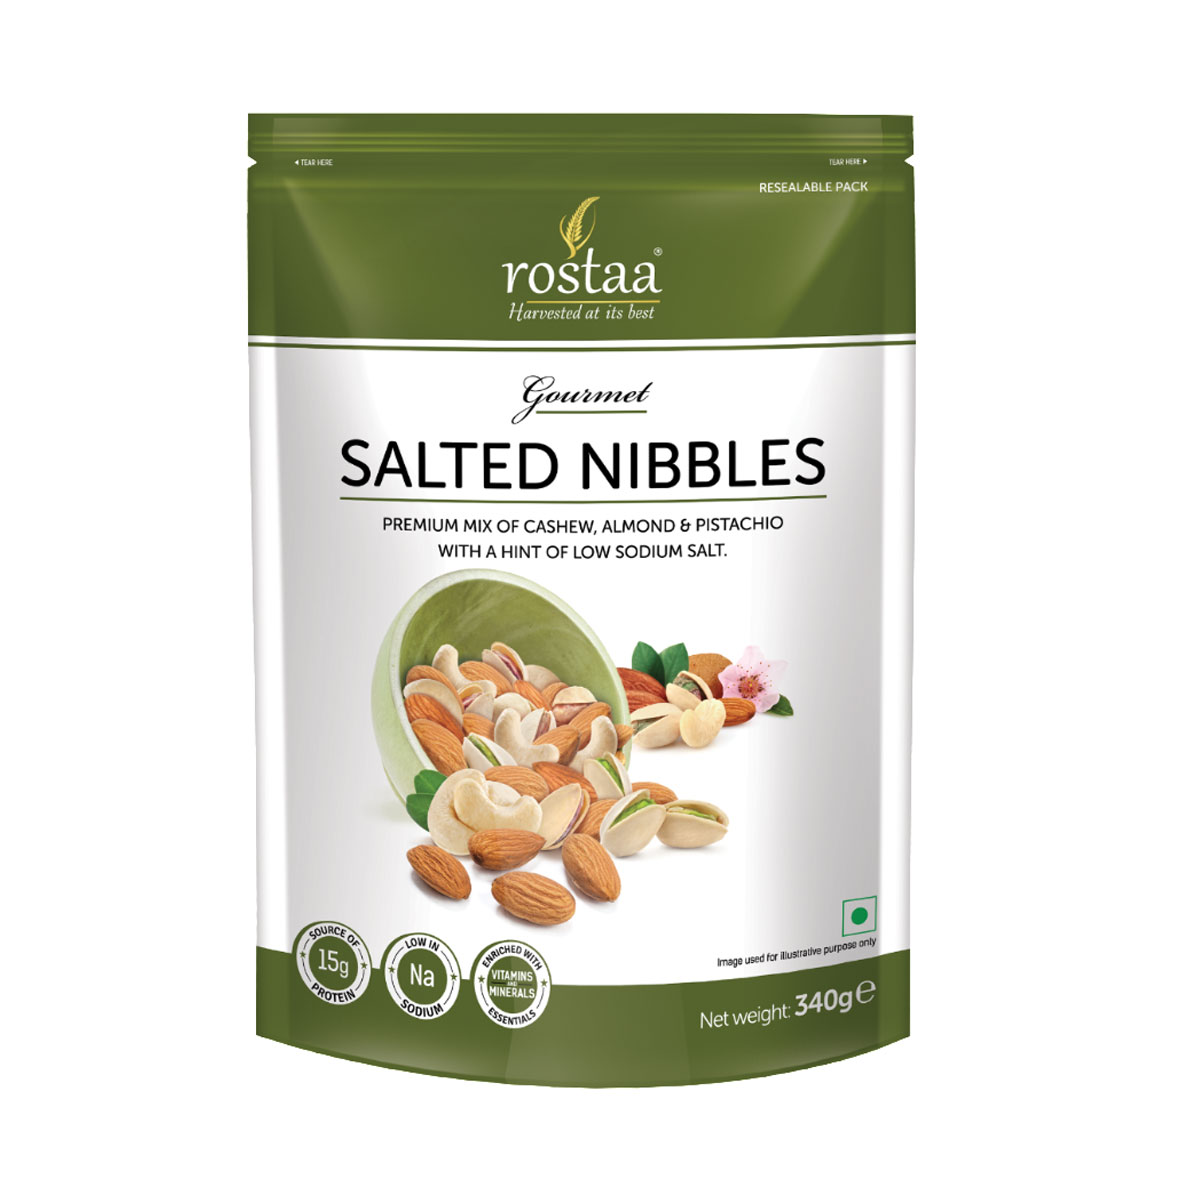 TEAR HERE
TEAR HERE
RESEALABLE PACK
rostaa®
Harvested at its best
Gourmet
SALTED NIBBLES
PREMIUM MIX OF CASHEW, ALMOND & PISTACHIO
WITH A HINT OF LOW SODIUM SALT.
SOURCE OF
15g
PROTEIN
LOW IN
Na
SODIUM
ENRICHED WITH
VITAMINS
AND
MINERALS
ESSENTIALS
Image used for illustrative purpose only
Net weight: 340g℮